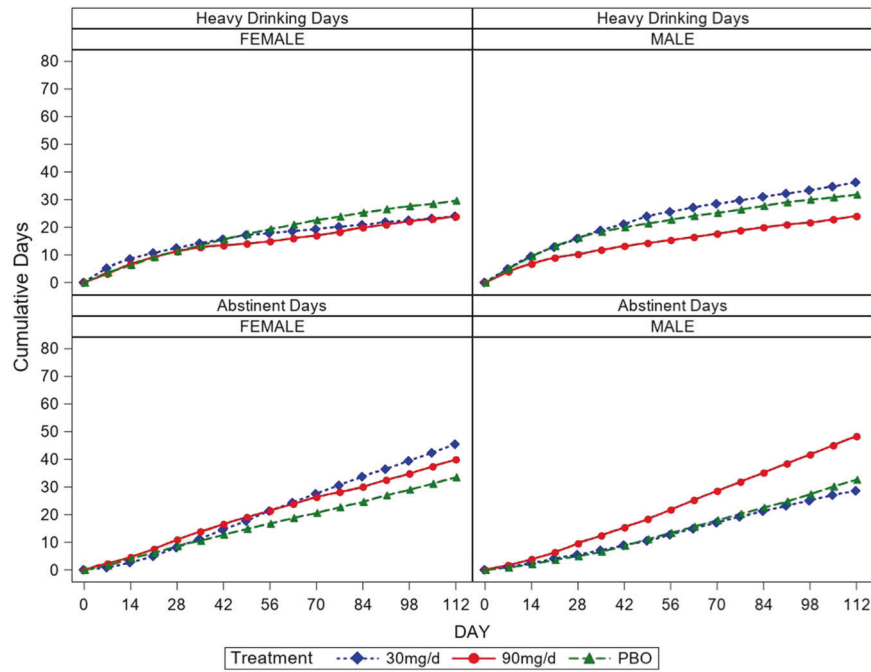 Heavy Drinking Days Heavy Drinking Days
FEMALE MALE
80
70
60
50
40
30
20
10
0
Abstinent Days Abstinent Days
FEMALE MALE
80
70
60
50
40
30
20
10
0
Cumulative Days
0 14 28 42 56 70 84 98 112 0 14 28 42 56 70 84 98 112
DAY
Treatment 30mg/d 90mg/d PBO